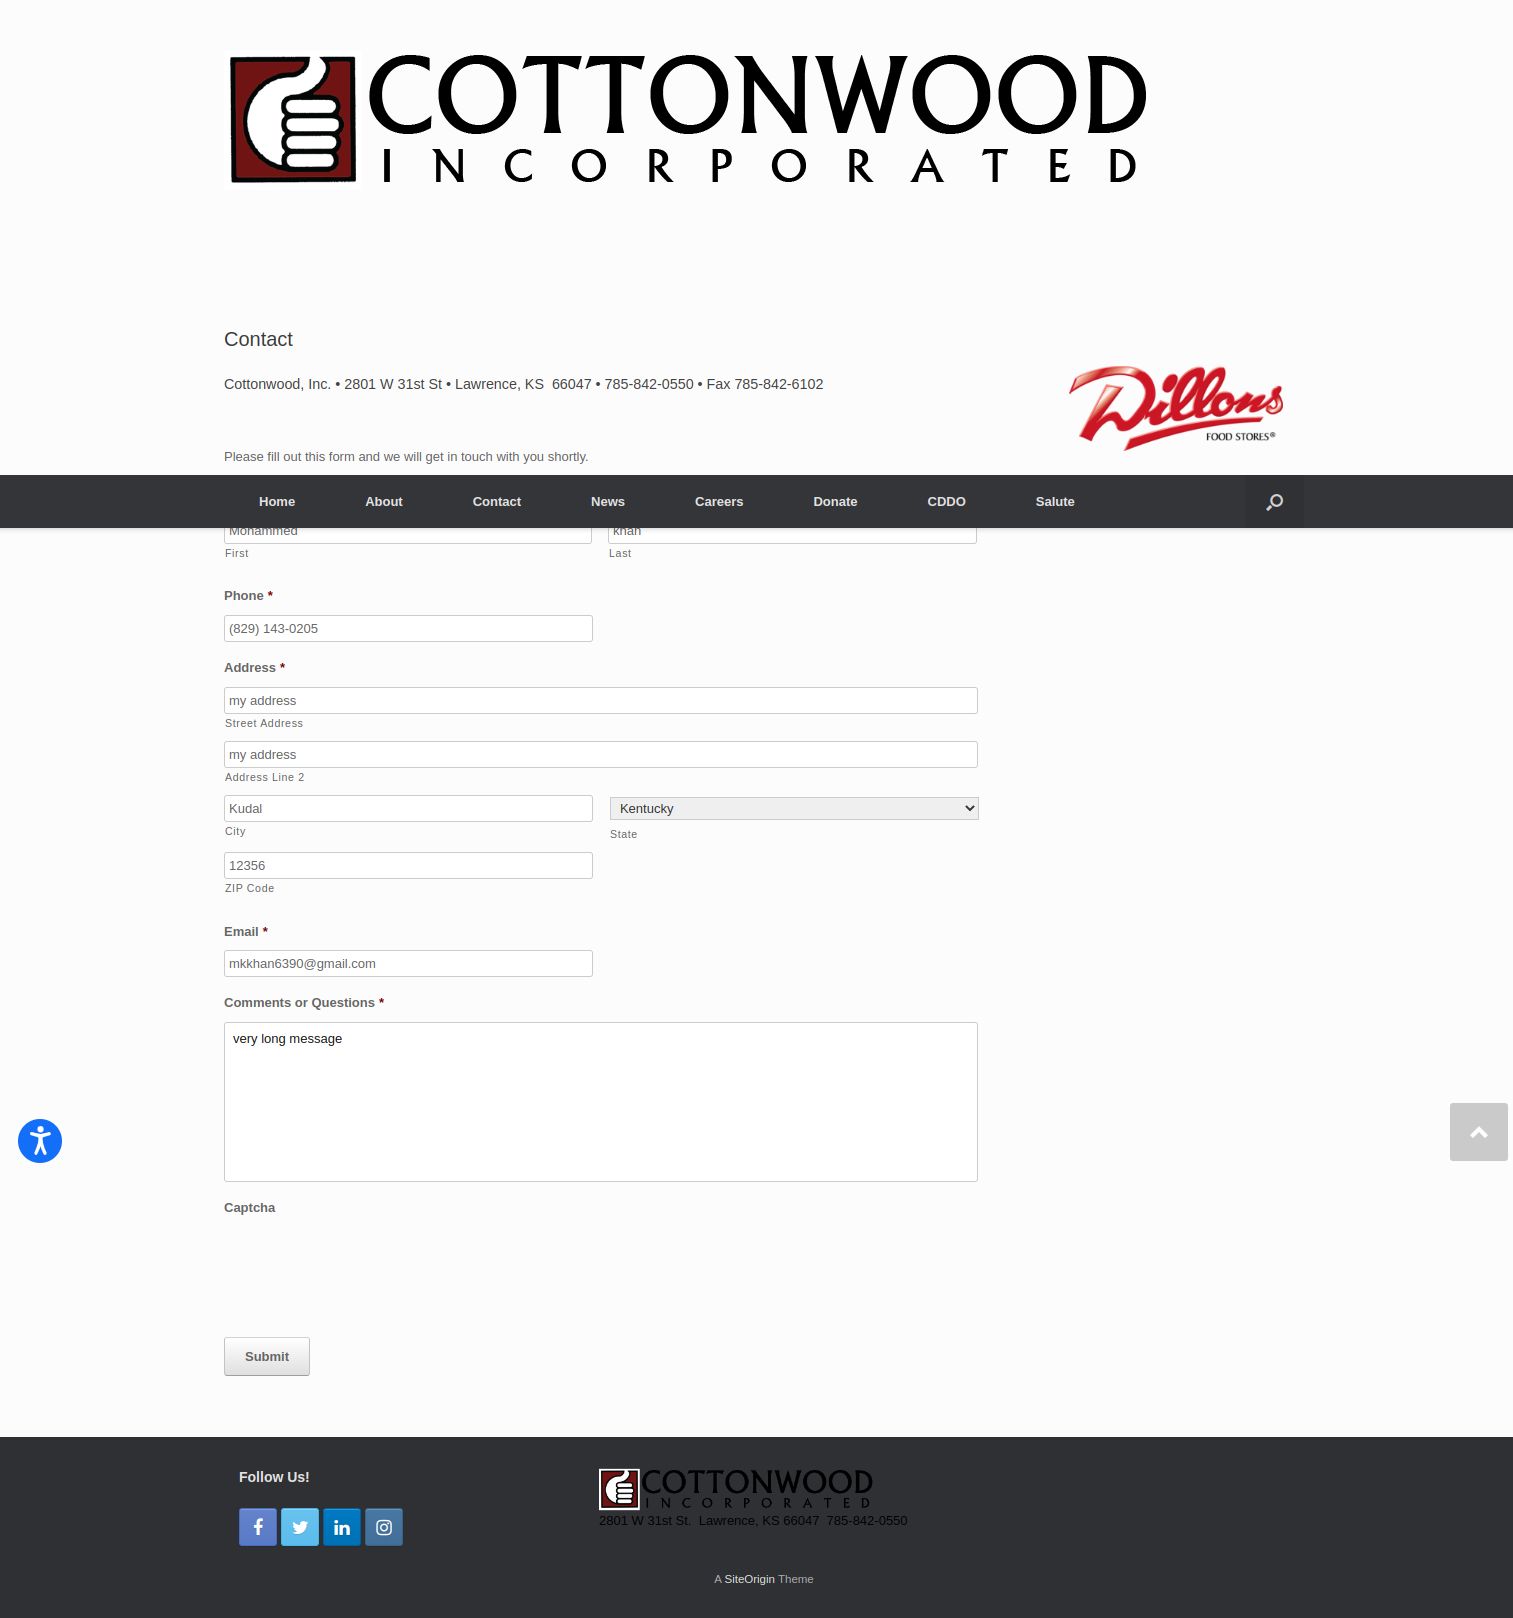 COTTONWOOD
INCORPORATED
Contact
Cottonwood, Inc. • 2801 W 31st St • Lawrence, KS  66047 • 785-842-0550 • Fax 785-842-6102
Dillons
FOOD STORES®
Please fill out this form and we will get in touch with you shortly.
Home About Contact News Careers Donate CDDO Salute
Mohammed khan
First Last
Phone *
(829) 143-0205
Address *
my address
Street Address
my address
Address Line 2
Kudal Kentucky
City State
12356
ZIP Code
Email *
mkkhan6390@gmail.com
Comments or Questions *
very long message
Captcha
Submit
Follow Us!
COTTONWOOD
INCORPORATED
2801 W 31st St.  Lawrence, KS 66047  785-842-0550
A SiteOrigin Theme